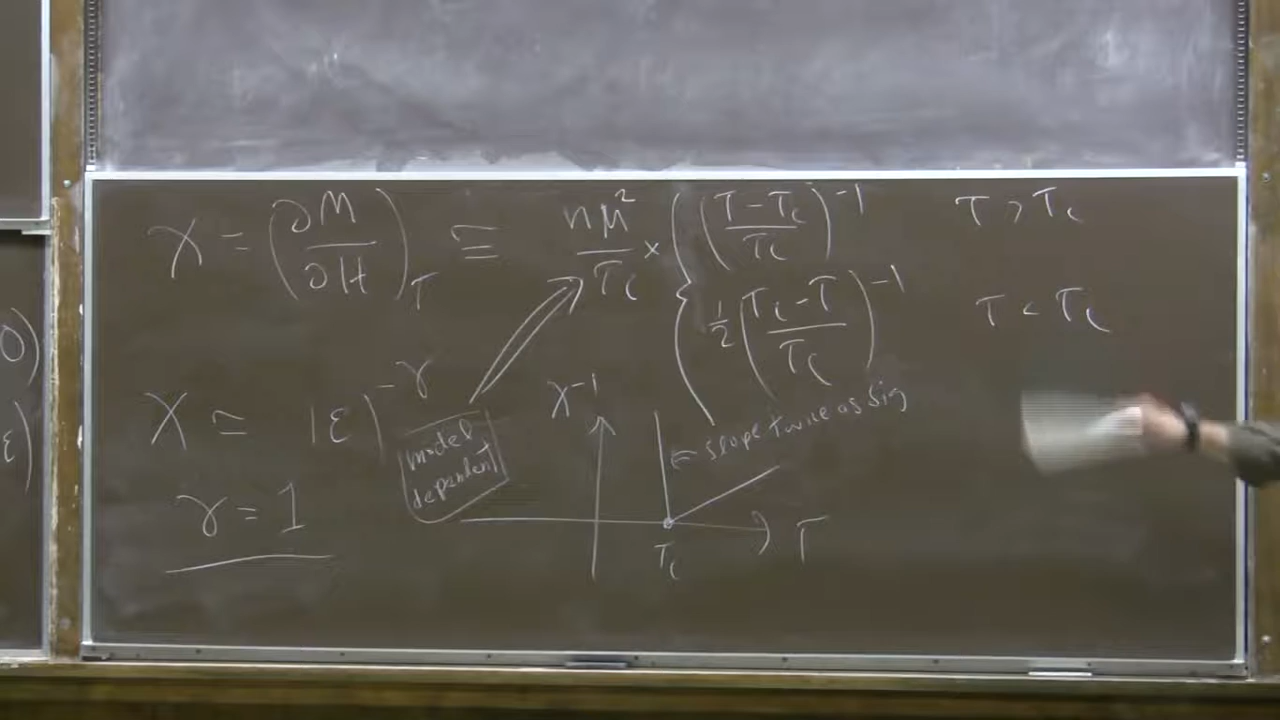 χ = (∂M/∂H)_T ≡ nμ²/T_c × { ((T - T_c)/T_c)^-1 T > T_c
½((T_c - T)/T_c)^-1 T < T_c
χ ≃ |ε|^-γ
model dependent
χ^-1
← slope twice as big
γ = 1
T_c
T
0)
ε)